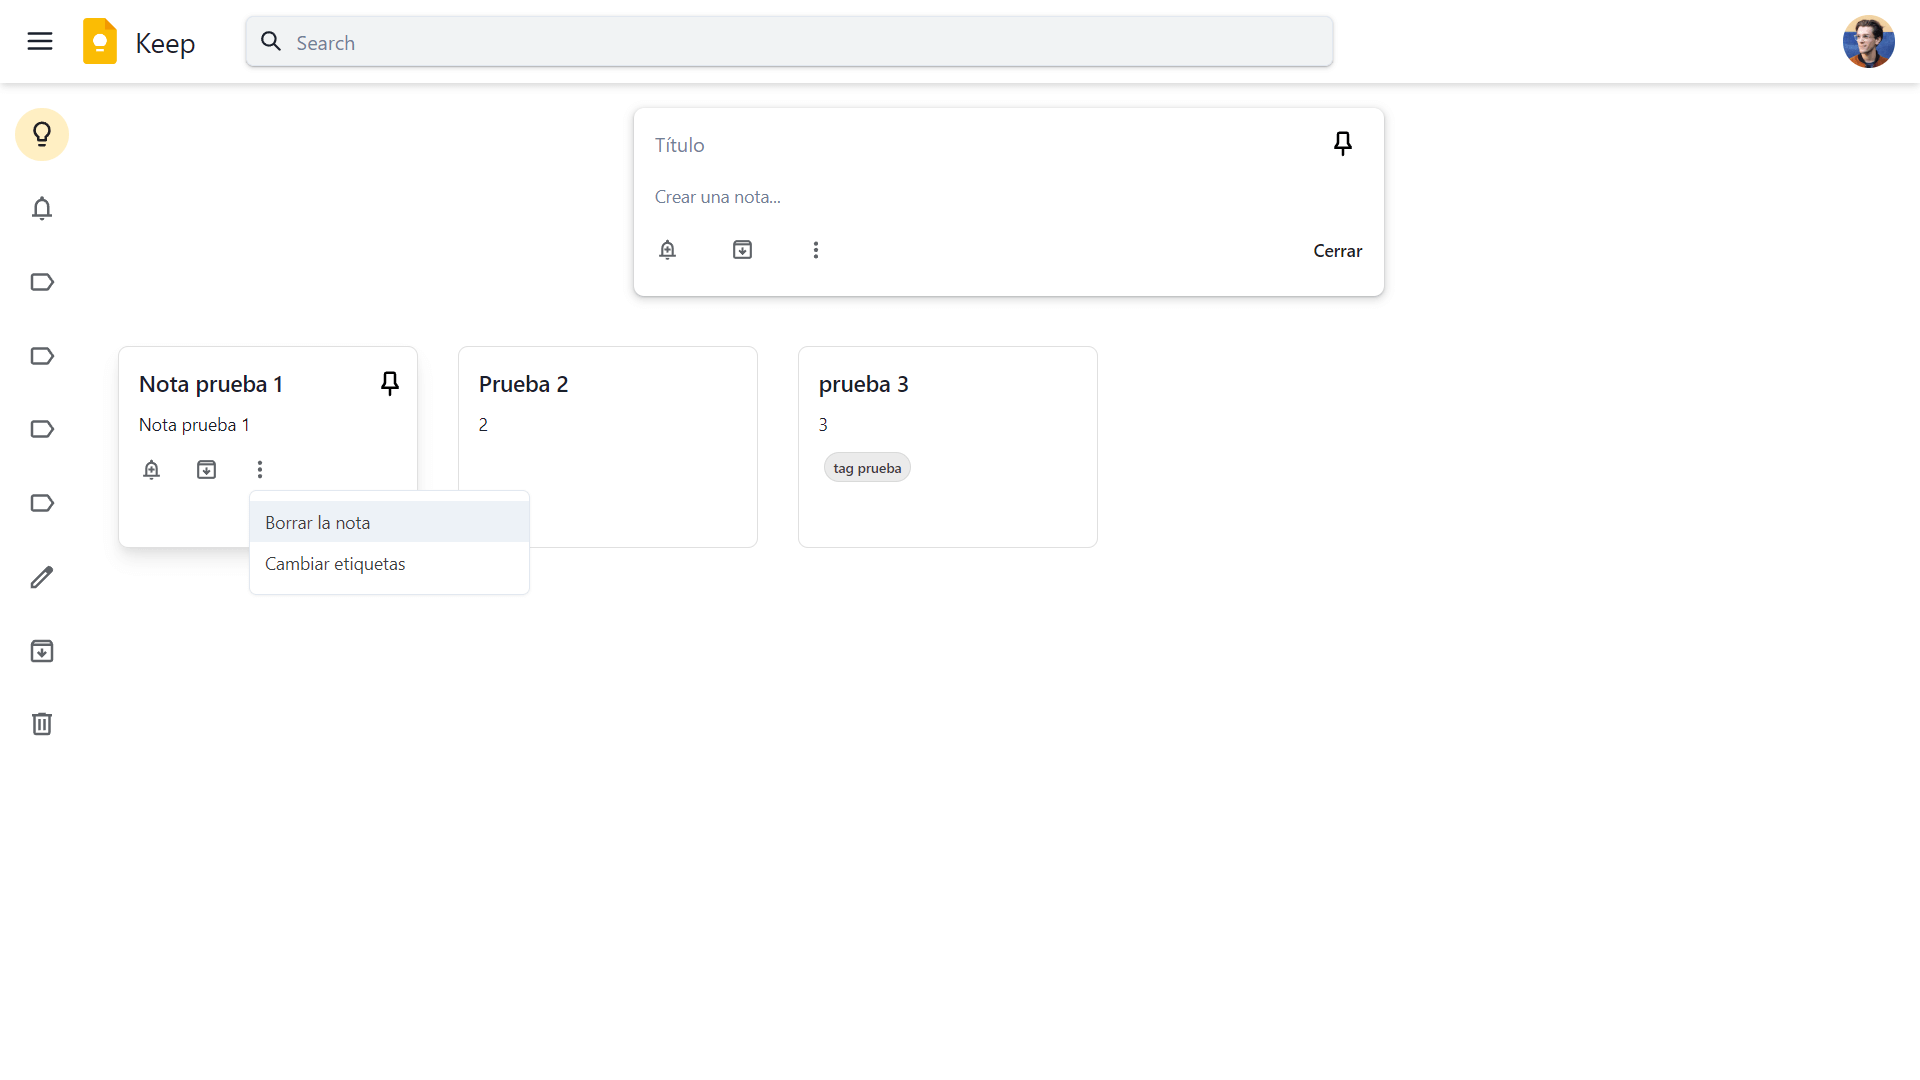 Keep
Search
Título
Crear una nota...
Cerrar
Nota prueba 1
Nota prueba 1
Borrar la nota
Cambiar etiquetas
Prueba 2
2
prueba 3
3
tag prueba